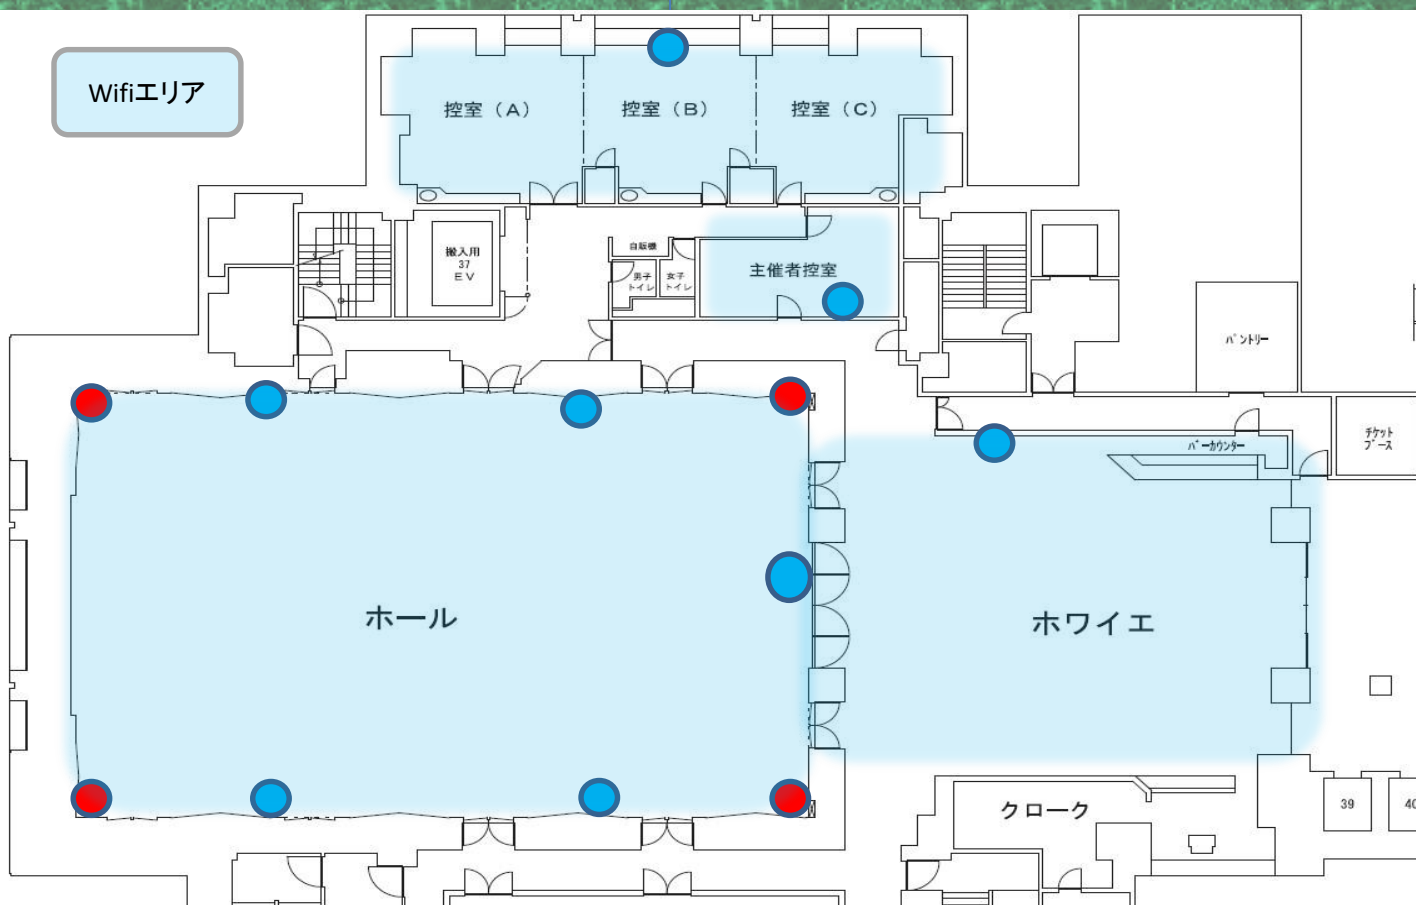 Wifiエリア
控室（A）
控室（B）
控室（C）
搬入用
37
EV
自販機
男子
トイレ
女子
トイレ
主催者控室
パントリー
バーカウンター
チケット
ブース
ホール
ホワイエ
クローク
39
40